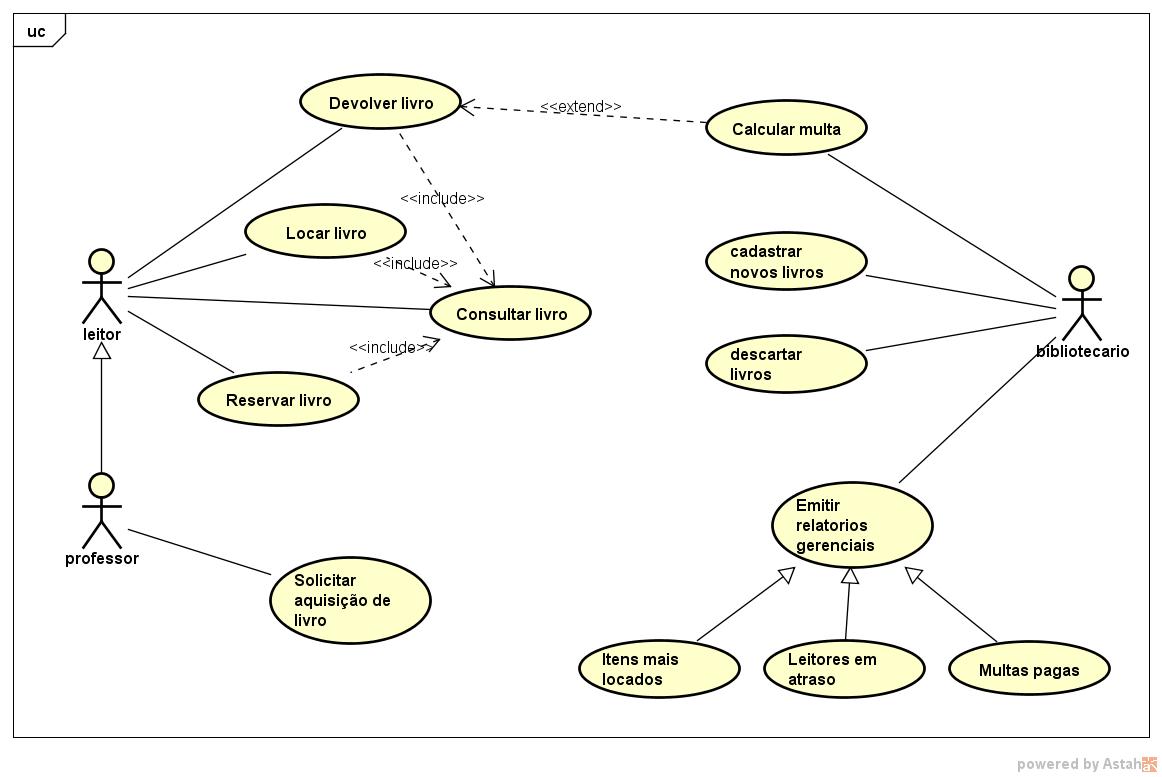 uc
Devolver livro
<<extend>>
Calcular multa
<<include>>
Locar livro
<<include>>
cadastrar
novos livros
Consultar livro
leitor
<<include>>
bibliotecario
descartar
livros
Reservar livro
professor
Emitir
relatorios
gerenciais
Solicitar
aquisição de
livro
Itens mais
locados
Leitores em
atraso
Multas pagas
powered by Astah